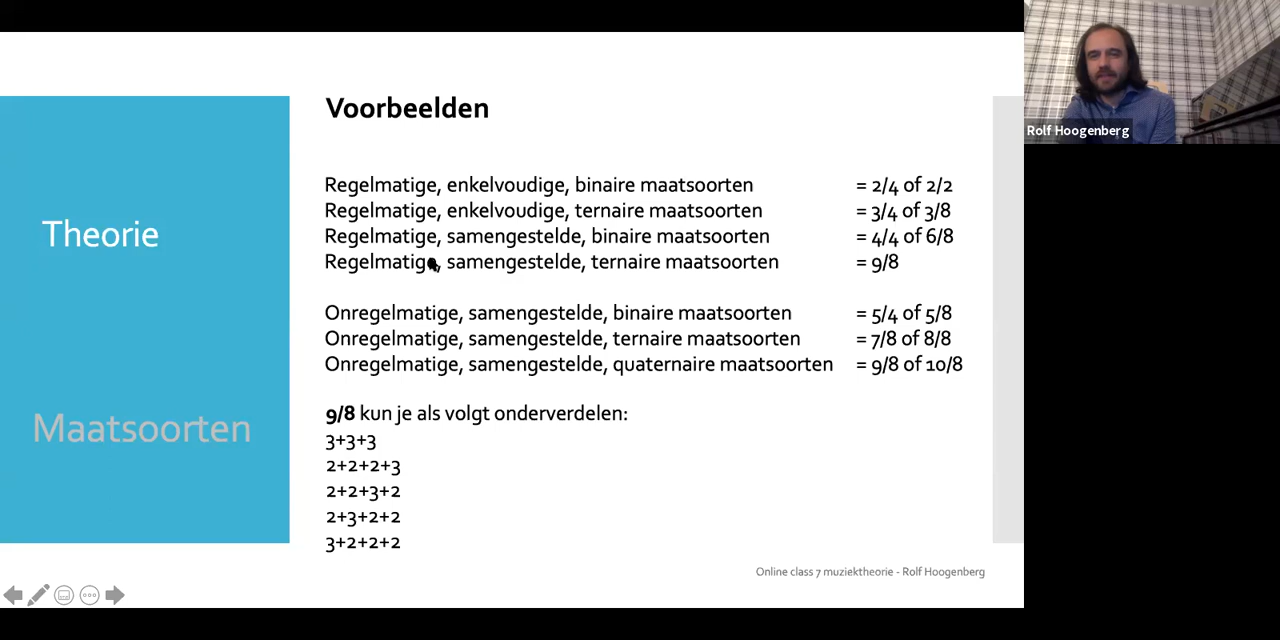 Voorbeelden
Regelmatige, enkelvoudige, binaire maatsoorten = 2/4 of 2/2
Regelmatige, enkelvoudige, ternaire maatsoorten = 3/4 of 3/8
Regelmatige, samengestelde, binaire maatsoorten = 4/4 of 6/8
Regelmatige, samengestelde, ternaire maatsoorten = 9/8
Onregelmatige, samengestelde, binaire maatsoorten = 5/4 of 5/8
Onregelmatige, samengestelde, ternaire maatsoorten = 7/8 of 8/8
Onregelmatige, samengestelde, quaternaire maatsoorten = 9/8 of 10/8
9/8 kun je als volgt onderverdelen:
3+3+3
2+2+2+3
2+2+3+2
2+3+2+2
3+2+2+2
Theorie
Maatsoorten
Online class 7 muziektheorie - Rolf Hoogenberg
Rolf Hoogenberg